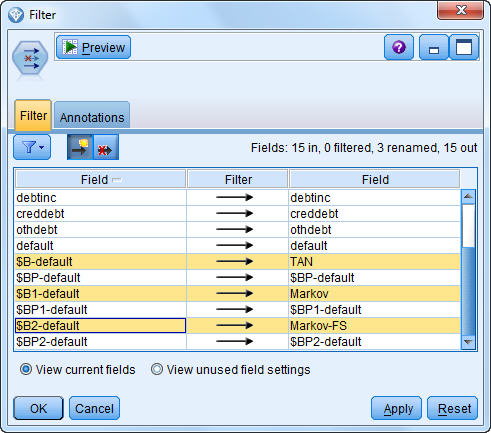 Filter
Preview
?
Filter Annotations
Fields: 15 in, 0 filtered, 3 renamed, 15 out
Field Filter Field
debtinc debtinc
creddebt creddebt
othdebt othdebt
default default
$B-default TAN
$BP-default $BP-default
$B1-default Markov
$BP1-default $BP1-default
$B2-default Markov-FS
$BP2-default $BP2-default
View current fields View unused field settings
OK Cancel Apply Reset